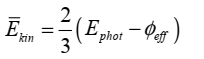 Ē_kin = 2/3 (E_phot − ϕ_eff)